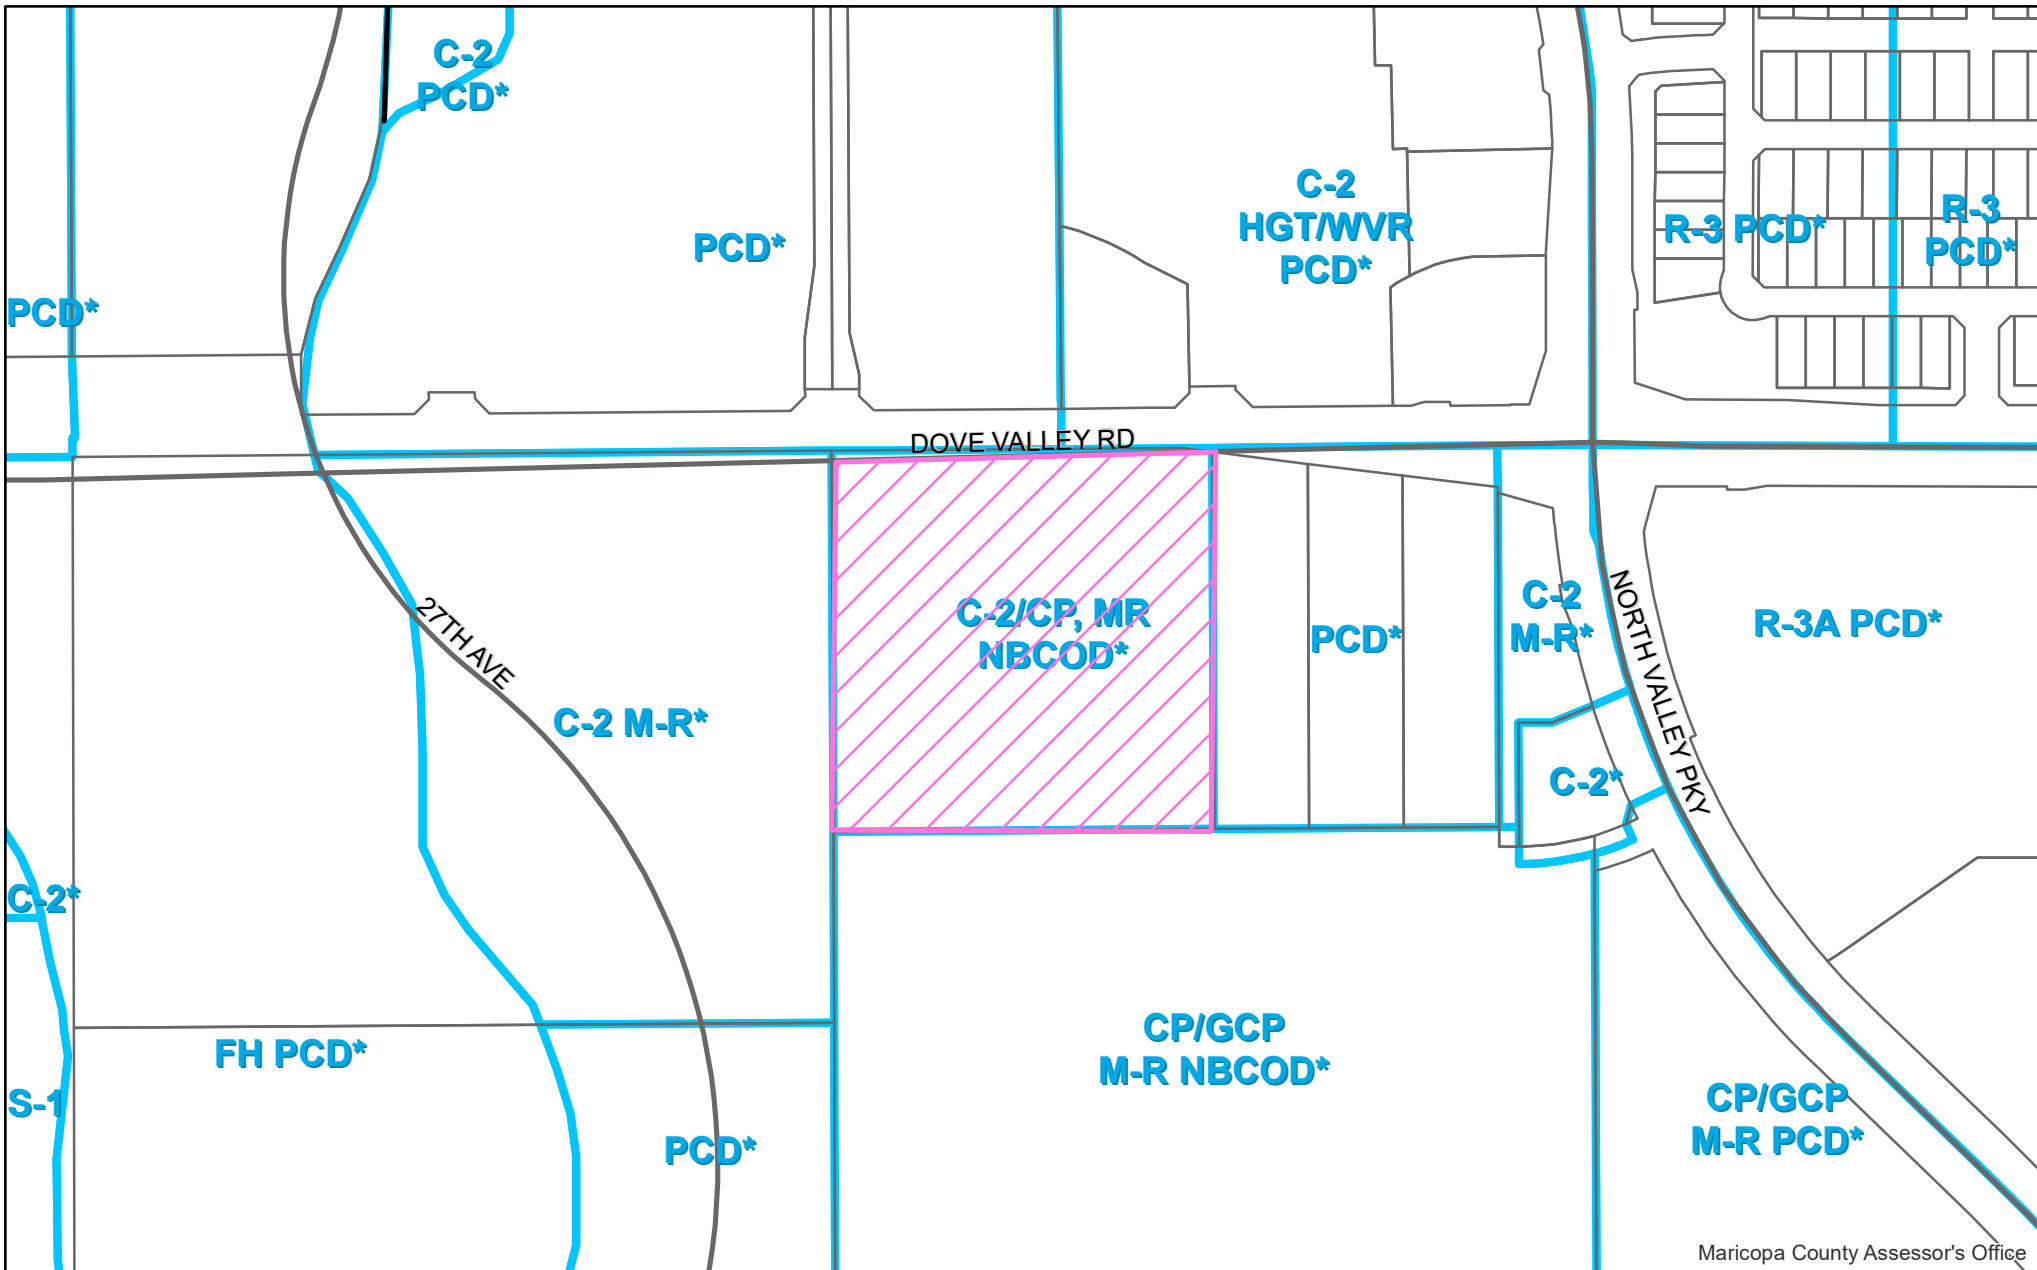 C-2
PCD*
PCD*
C-2
HGT/WVR
PCD*
R-3 PCD*
R-3
PCD*
PCD*
DOVE VALLEY RD
27TH AVE
C-2 M-R*
C-2/CP, MR
NBCOD*
PCD*
C-2
M-R*
NORTH VALLEY PKY
R-3A PCD*
C-2*
C-2*
FH PCD*
S-1
PCD*
CP/GCP
M-R NBCOD*
CP/GCP
M-R PCD*
Maricopa County Assessor's Office